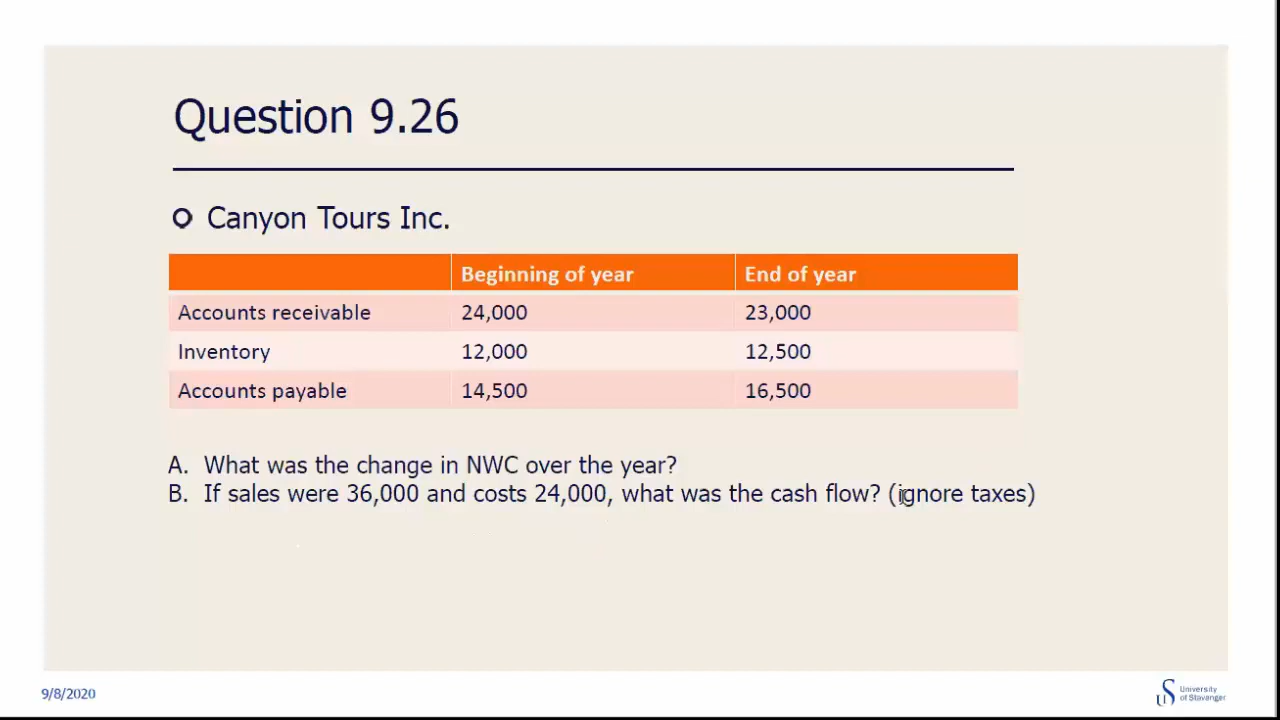 Question 9.26
Canyon Tours Inc.
Beginning of year End of year
Accounts receivable 24,000 23,000
Inventory 12,000 12,500
Accounts payable 14,500 16,500
A. What was the change in NWC over the year?
B. If sales were 36,000 and costs 24,000, what was the cash flow? (ignore taxes)
9/8/2020
University
of Stavanger